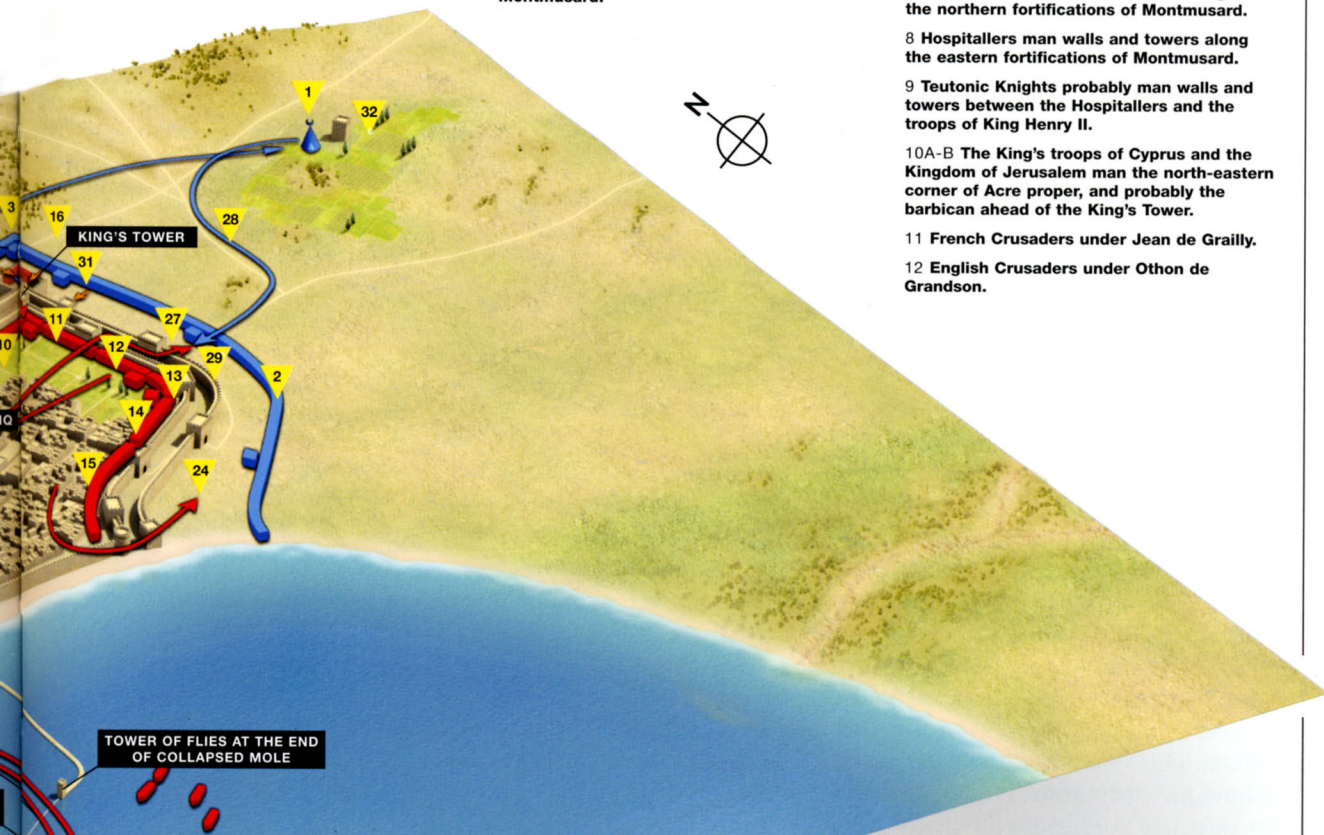 Montmusard.
the northern fortifications of Montmusard.
8 Hospitallers man walls and towers along
the eastern fortifications of Montmusard.
9 Teutonic Knights probably man walls and
towers between the Hospitallers and the
troops of King Henry II.
10A-B The King's troops of Cyprus and the
Kingdom of Jerusalem man the north-eastern
corner of Acre proper, and probably the
barbican ahead of the King's Tower.
11 French Crusaders under Jean de Grailly.
12 English Crusaders under Othon de
Grandson.
N
1
32
3
16
28
KING'S TOWER
31
11
27
10
12
29
13
2
14
15
24
TOWER OF FLIES AT THE END
OF COLLAPSED MOLE